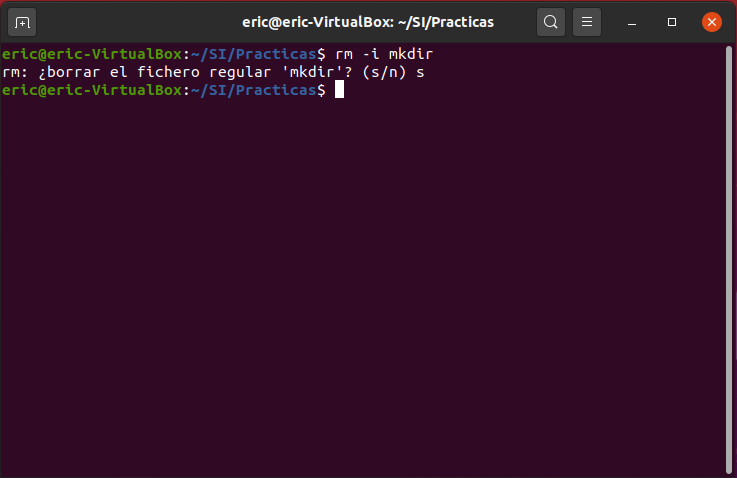 eric@eric-VirtualBox: ~/SI/Practicas
eric@eric-VirtualBox:~/SI/Practicas$ rm -i mkdir
rm: ¿borrar el fichero regular 'mkdir'? (s/n) s
eric@eric-VirtualBox:~/SI/Practicas$